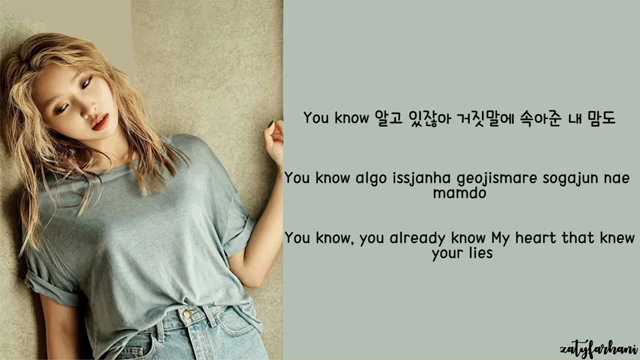 You know 알고 있잖아 거짓말에 속아준 내 맘도
You know algo issjanha geojismare sogajun nae
mamdo
You know, you already know My heart that knew
your lies
zatyfarhani